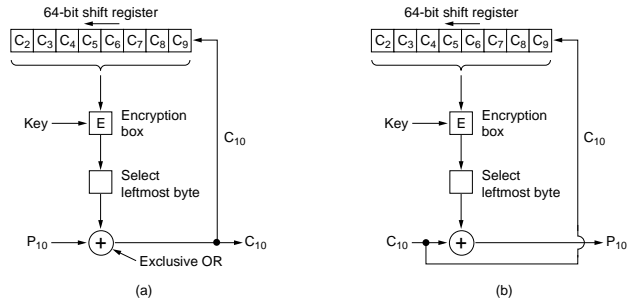 64-bit shift register
C2 C3 C4 C5 C6 C7 C8 C9
Key
E
Encryption
box
C10
Select
leftmost byte
P10
+
C10
Exclusive OR
(a)
64-bit shift register
C2 C3 C4 C5 C6 C7 C8 C9
Key
E
Encryption
box
C10
Select
leftmost byte
C10
+
P10
(b)